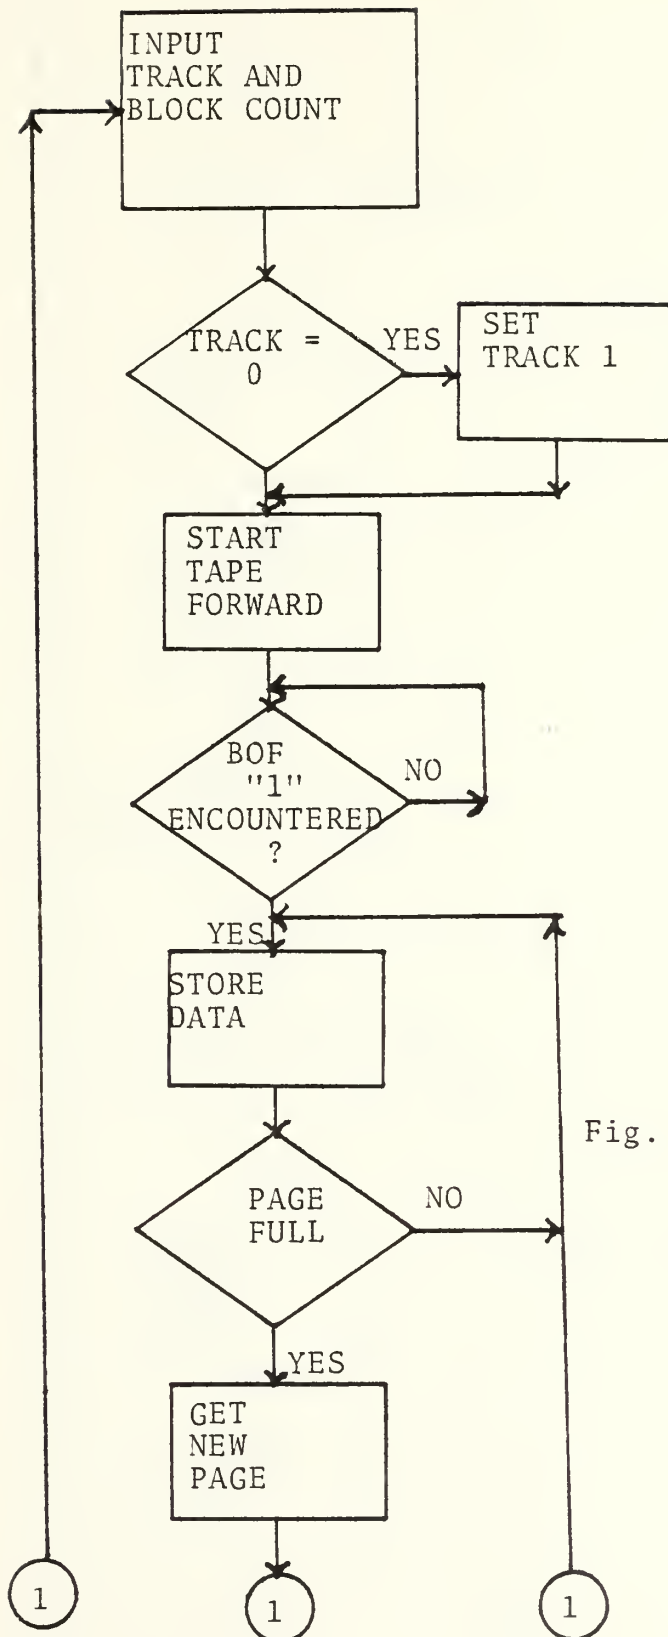 INPUT
TRACK AND
BLOCK COUNT
TRACK =
0
YES
SET
TRACK 1
START
TAPE
FORWARD
BOF
"1"
ENCOUNTERED
?
NO
YES
STORE
DATA
Fig.
PAGE
FULL
NO
YES
GET
NEW
PAGE
1
1
1